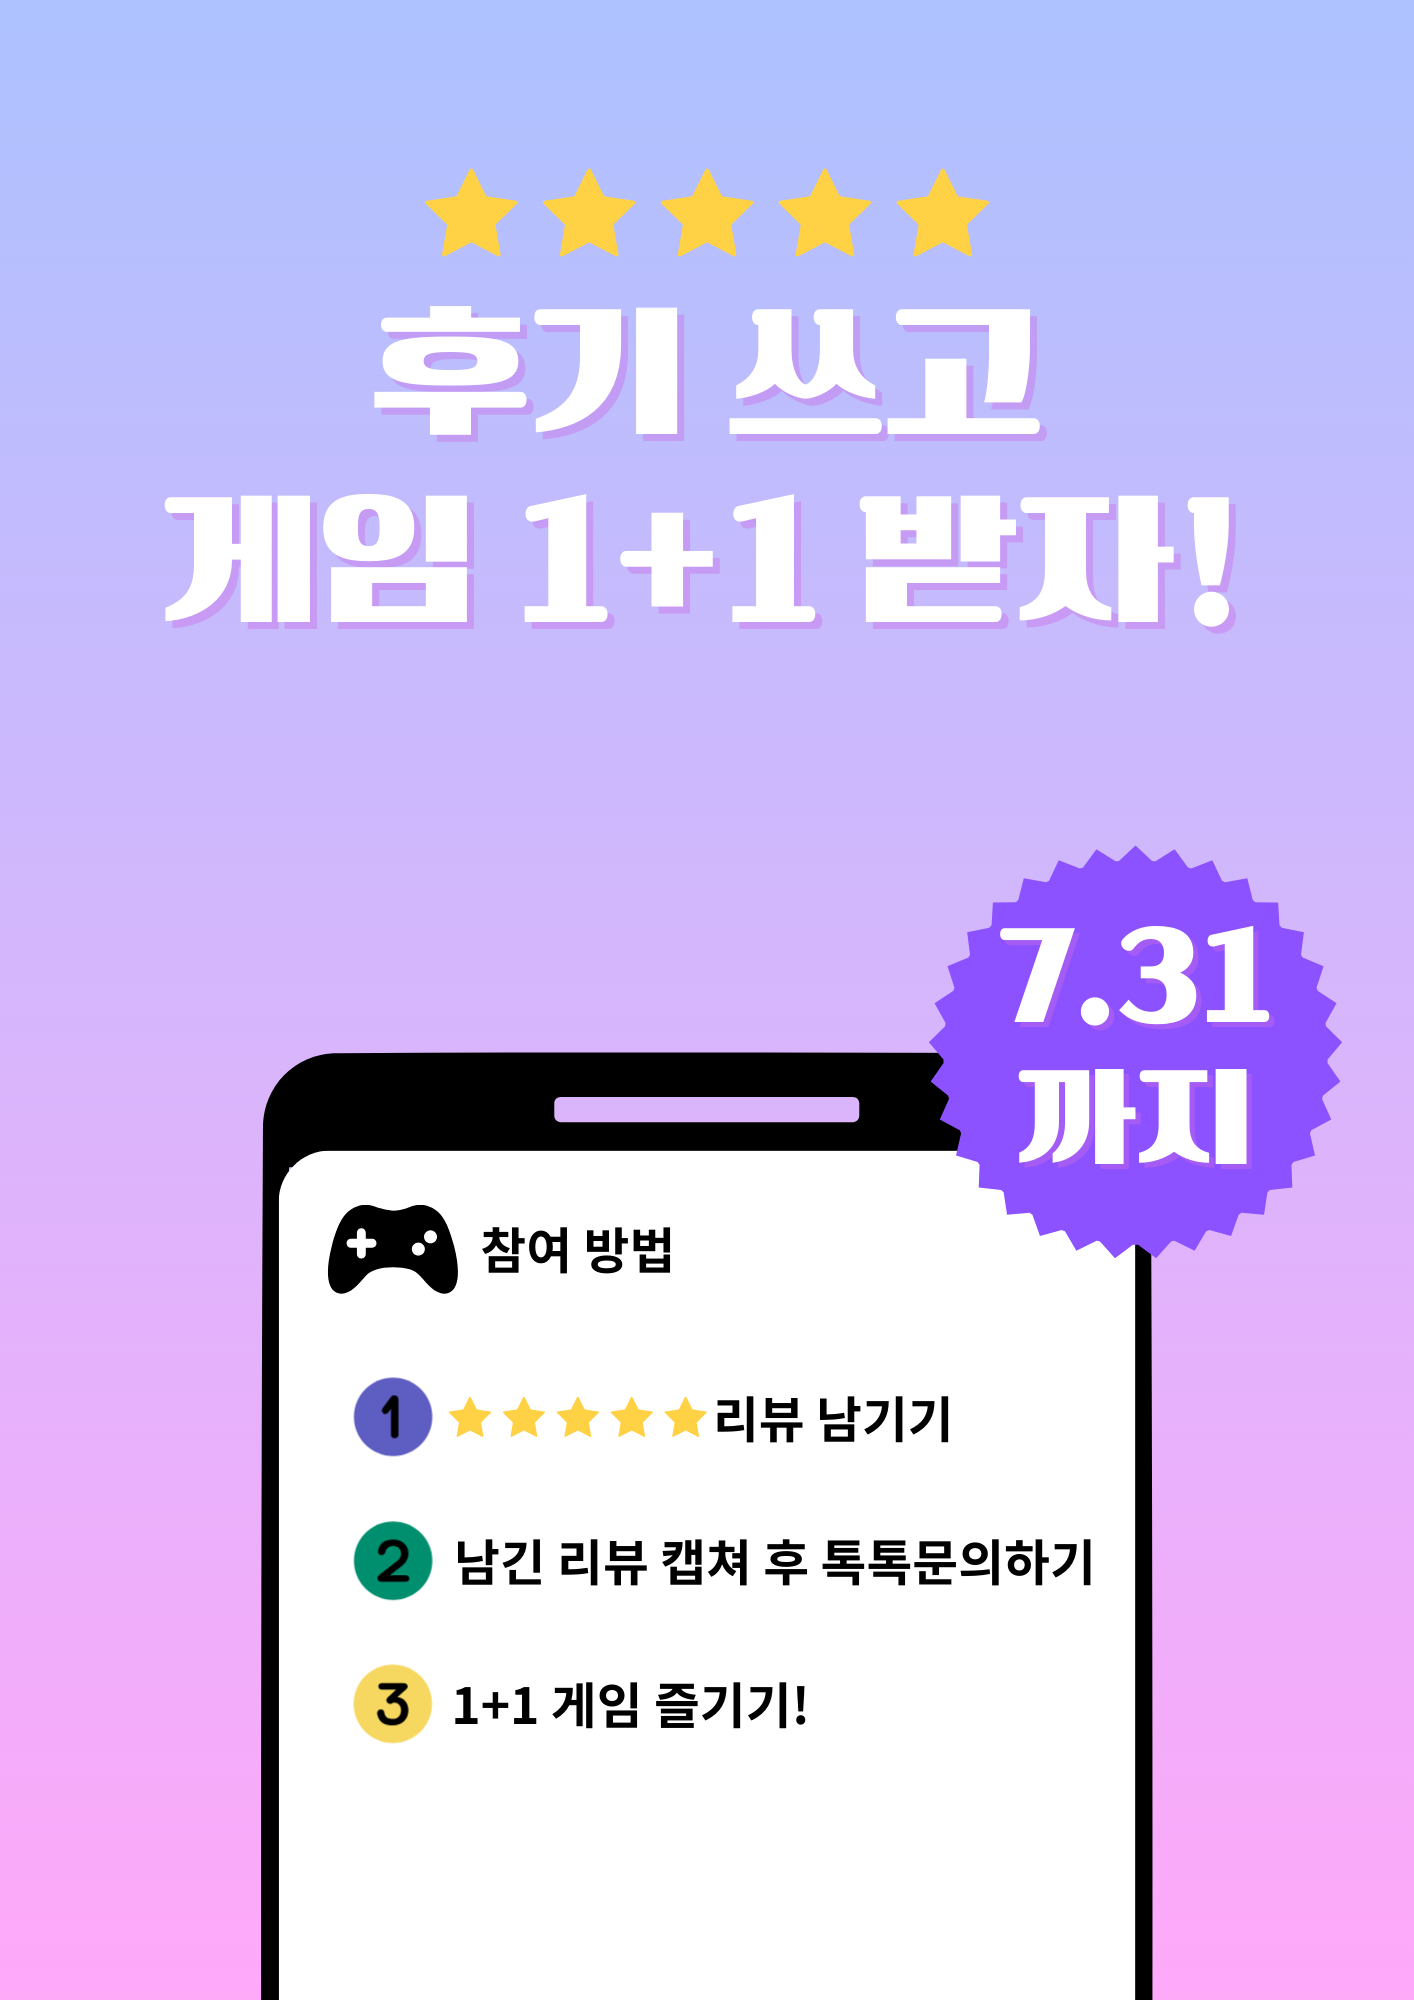 후기 쓰고
게임 1+1 받자!
7.31
까지
참여 방법
1 리뷰 남기기
2 남긴 리뷰 캡쳐 후 톡톡문의하기
3 1+1 게임 즐기기!